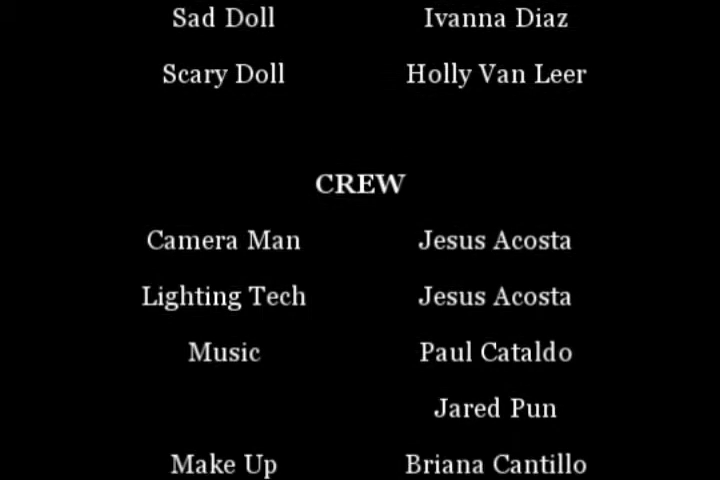 Sad Doll Ivanna Diaz
Scary Doll Holly Van Leer
CREW
Camera Man Jesus Acosta
Lighting Tech Jesus Acosta
Music Paul Cataldo
Jared Pun
Make Up Briana Cantillo